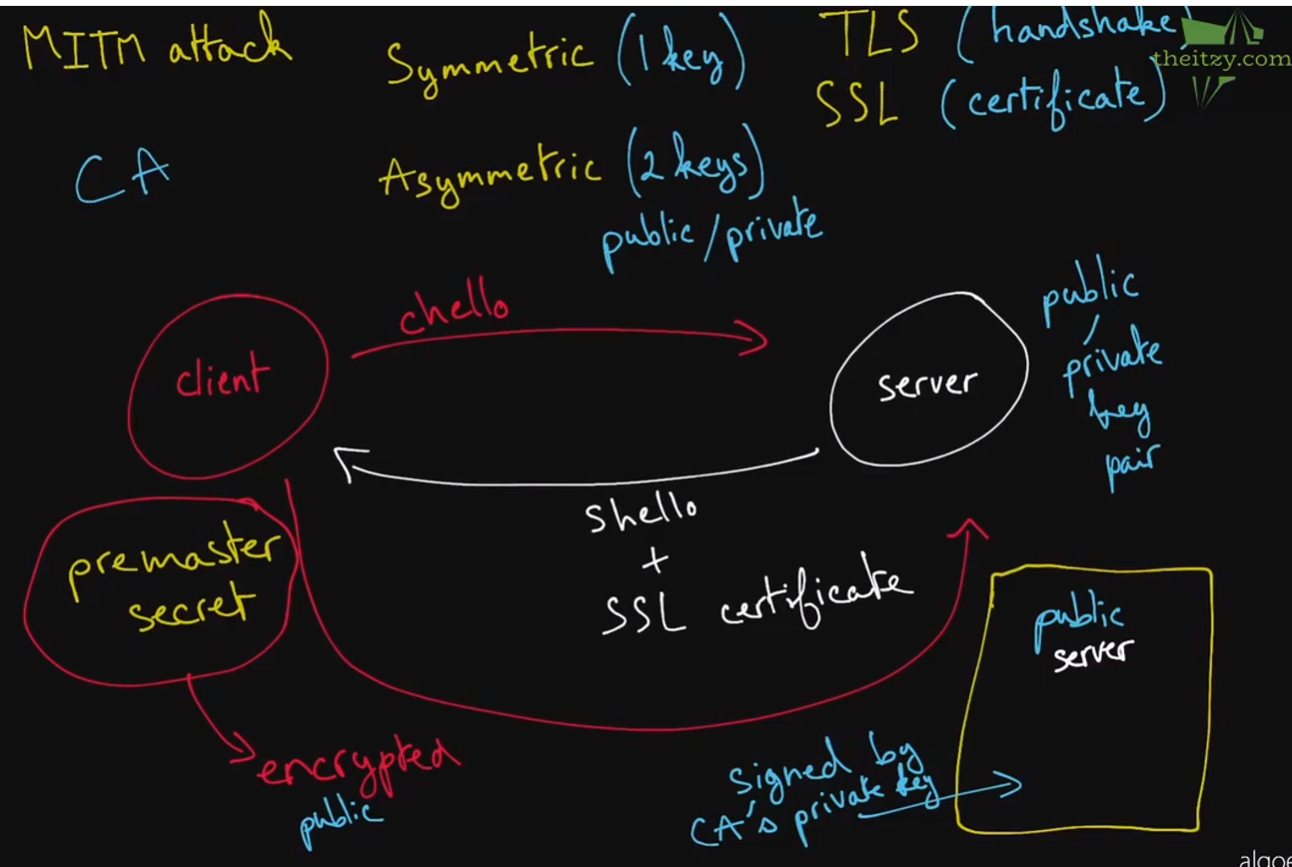 MITM attack
Symmetric (1 key)
TLS (handshake)
theitzy.com
SSL (certificate)
CA
Asymmetric (2 keys)
public/private
client
chello
server
public
/
private
key
pair
shello
+
SSL certificate
premaster
secret
encrypted
public
public
server
signed by
CA's private key
algoe